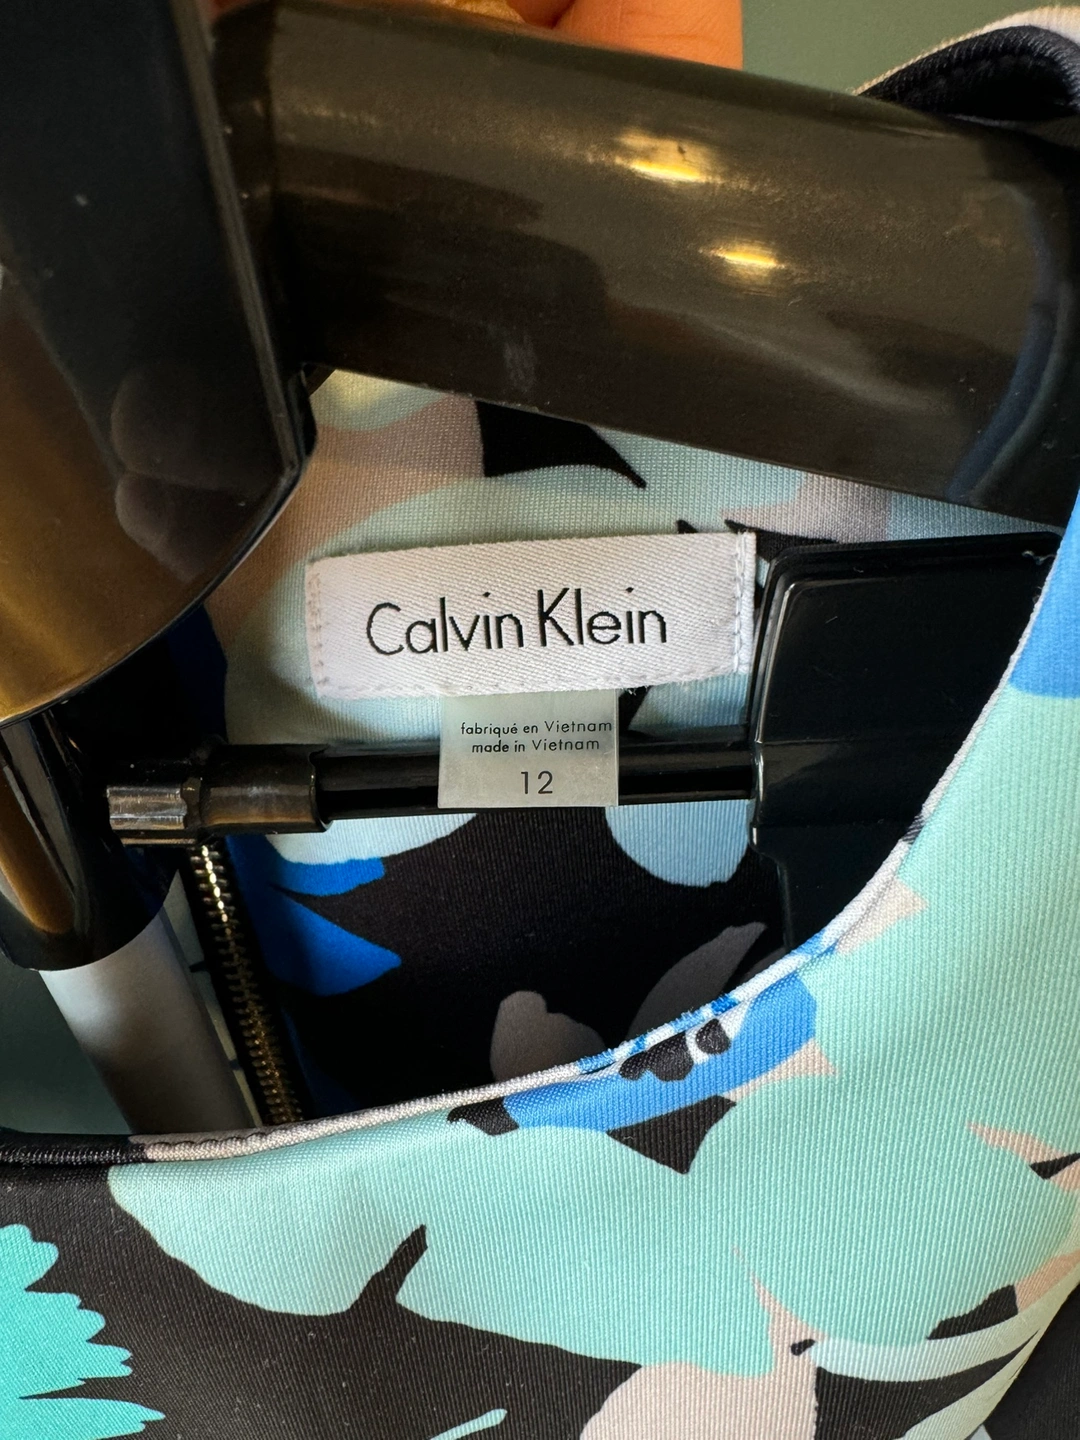 Calvin Klein
fabriqué en Vietnam
made in Vietnam
12